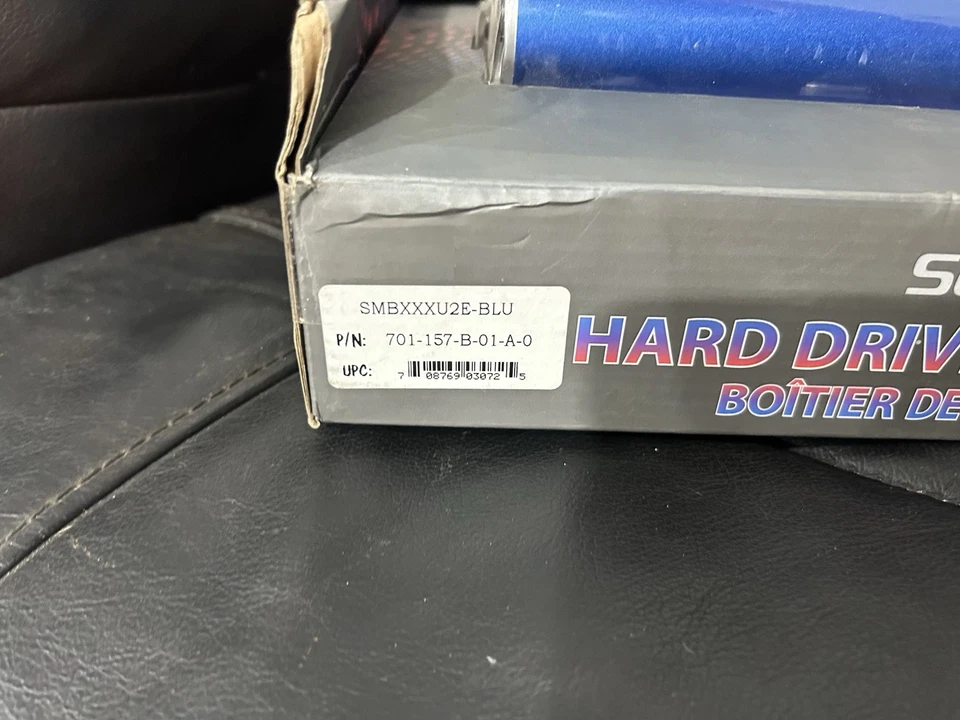 SMBXXXU2E-BLU
P/N: 701-157-B-01-A-0
UPC: 7 08769 03072 5
HARD DRIV
BOÎTIER DE